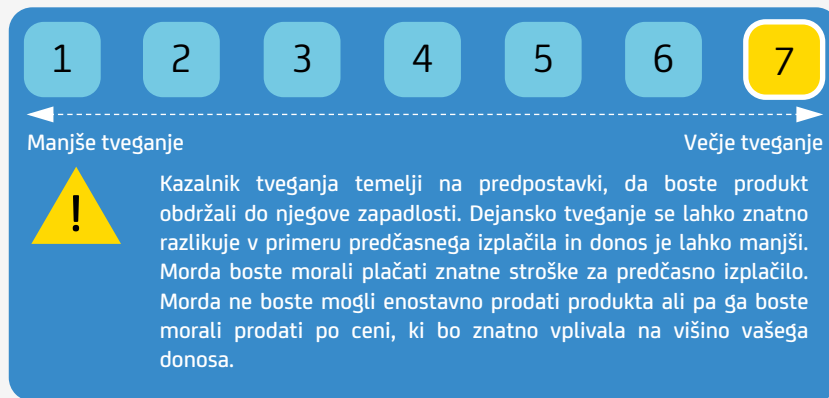 1 2 3 4 5 6 7
Manjše tveganje Večje tveganje
! Kazalnik tveganja temelji na predpostavki, da boste produkt
obdržali do njegove zapadlosti. Dejansko tveganje se lahko znatno
razlikuje v primeru predčasnega izplačila in donos je lahko manjši.
Morda boste morali plačati znatne stroške za predčasno izplačilo.
Morda ne boste mogli enostavno prodati produkta ali pa ga boste
morali prodati po ceni, ki bo znatno vplivala na višino vašega
donosa.